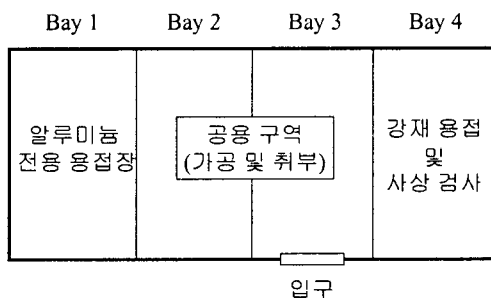 Bay 1 Bay 2 Bay 3 Bay 4
알루미늄
전용 용접장
공용 구역
(가공 및 취부)
강재 용접
및
사상 검사
입구